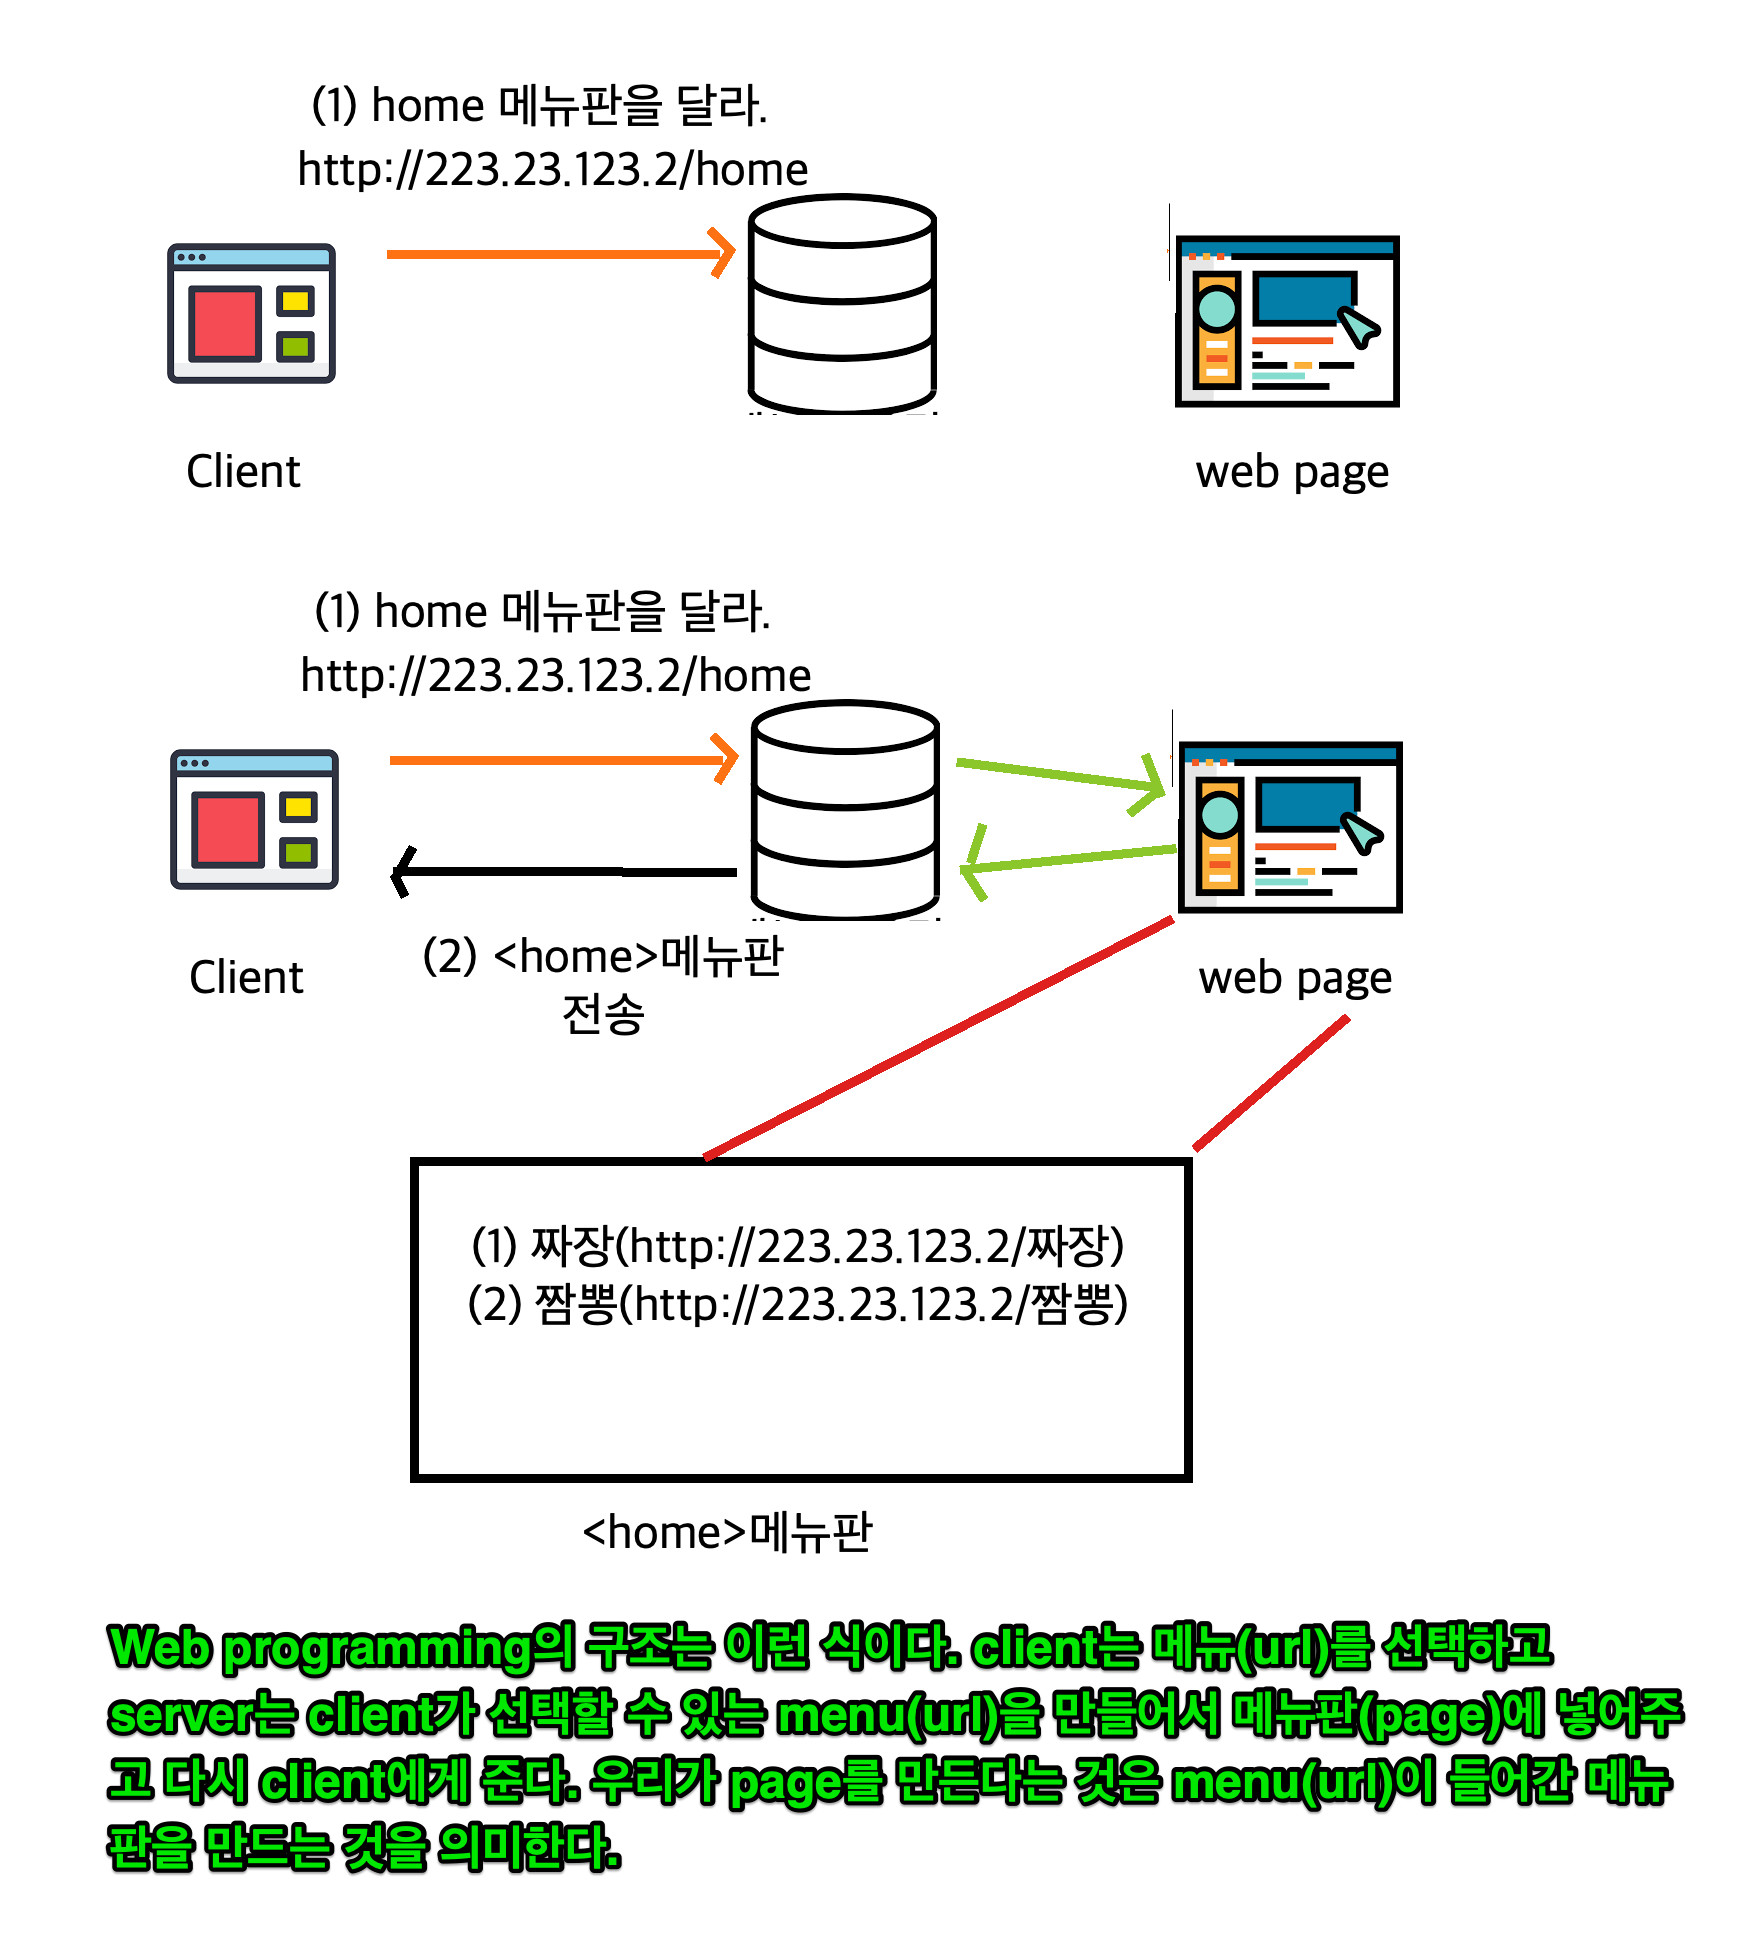 (1) home 메뉴판을 달라.
http://223.23.123.2/home
Client
web page
(1) home 메뉴판을 달라.
http://223.23.123.2/home
Client
(2) <home>메뉴판
전송
web page
(1) 짜장(http://223.23.123.2/짜장)
(2) 짬뽕(http://223.23.123.2/짬뽕)
<home>메뉴판
Web programming의 구조는 이런 식이다. client는 메뉴(url)를 선택하고
server는 client가 선택할 수 있는 menu(url)을 만들어서 메뉴판(page)에 넣어주
고 다시 client에게 준다. 우리가 page를 만든다는 것은 menu(url)이 들어간 메뉴
판을 만드는 것을 의미한다.